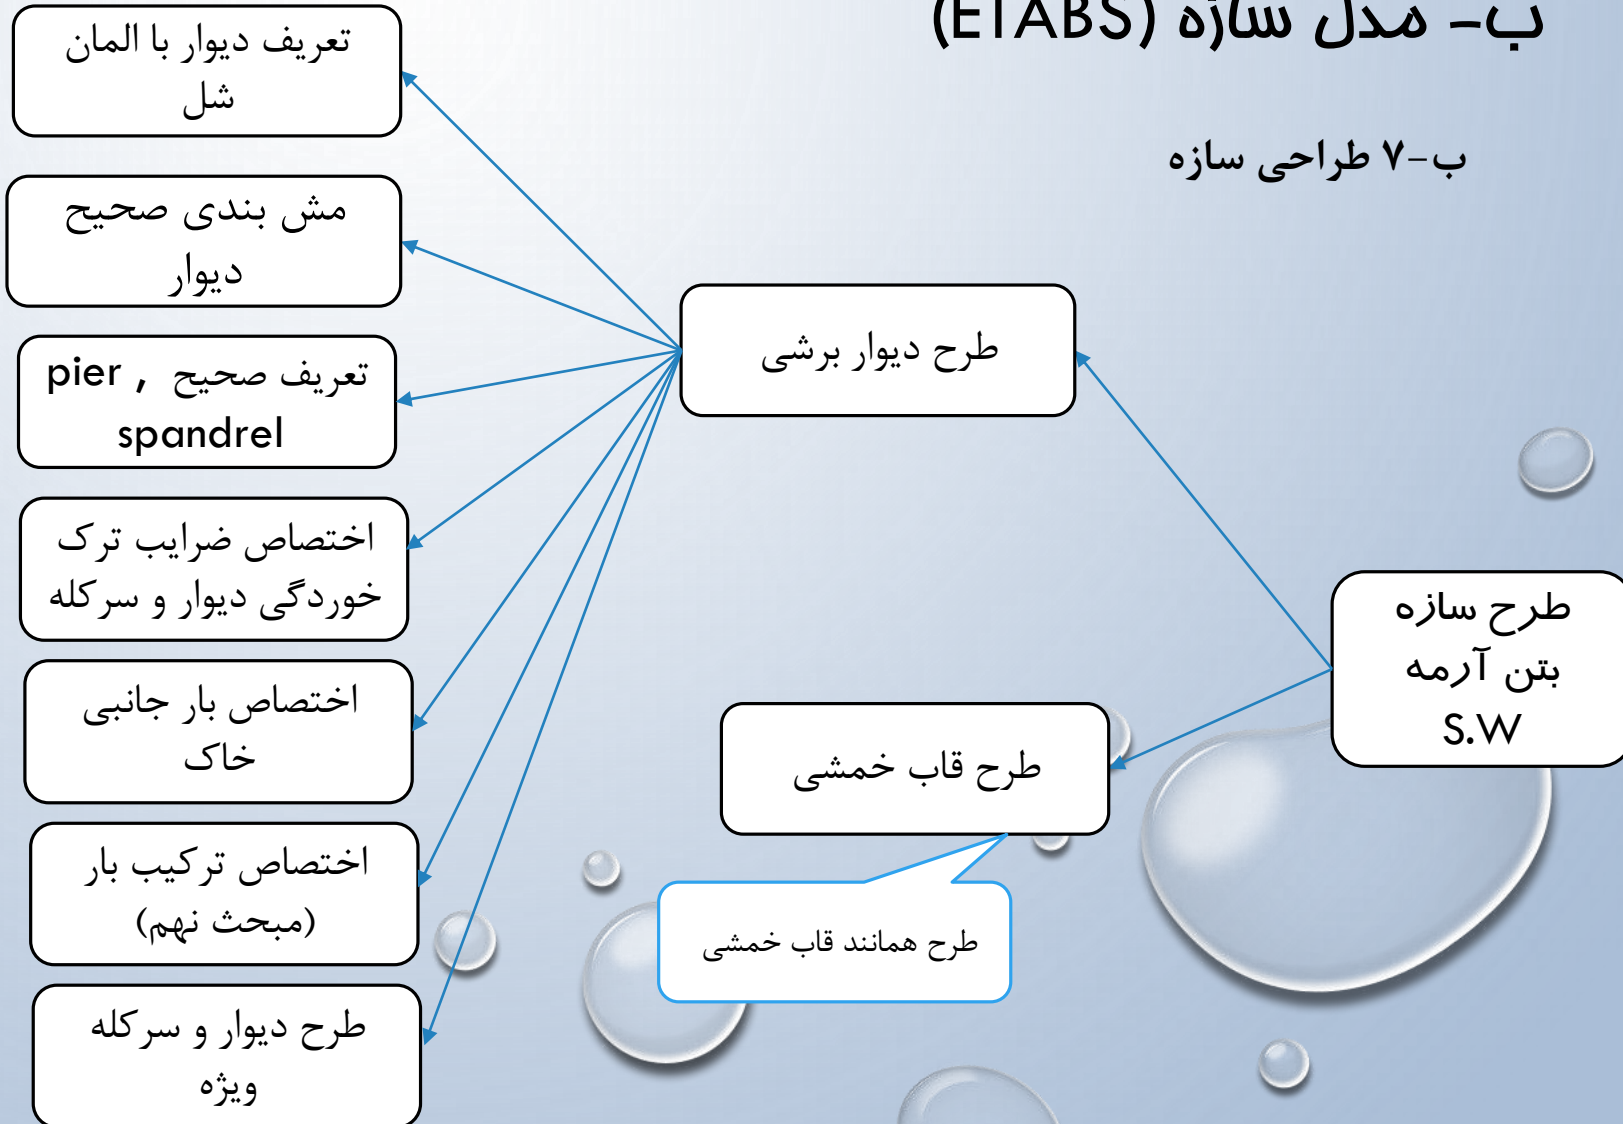 ب- مدل سازه (ETABS)
ب-۷ طراحی سازه
طرح سازه
بتن آرمه
S.W
طرح دیوار برشی
تعریف دیوار با المان
شل
مش بندی صحیح
دیوار
تعریف صحیح pier ,
spandrel
اختصاص ضرایب ترک
خوردگی دیوار و سرکله
اختصاص بار جانبی
خاک
اختصاص ترکیب بار
(مبحث نهم)
طرح دیوار و سرکله
ویژه
طرح قاب خمشی
طرح همانند قاب خمشی